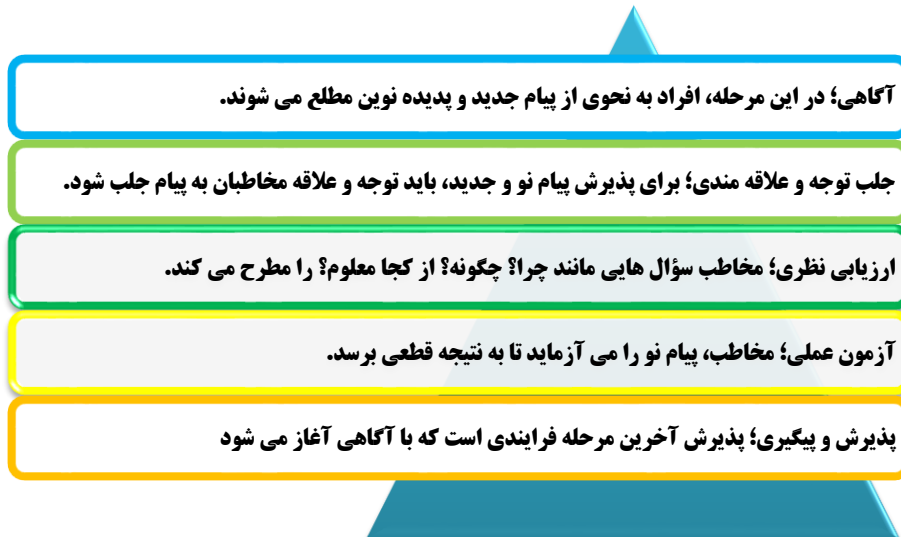 آگاهی؛ در این مرحله، افراد به نحوی از پیام جدید و پدیده نوین مطلع می شوند.
جلب توجه و علاقه مندی؛ برای پذیرش پیام نو و جدید، باید توجه و علاقه مخاطبان به پیام جلب شود.
ارزیابی نظری؛ مخاطب سؤال هایی مانند چرا؟ چگونه؟ از کجا معلوم؟ را مطرح می کند.
آزمون عملی؛ مخاطب، پیام نو را می آزماید تا به نتیجه قطعی برسد.
پذیرش و پیگیری؛ پذیرش آخرین مرحله فرایندی است که با آگاهی آغاز می شود